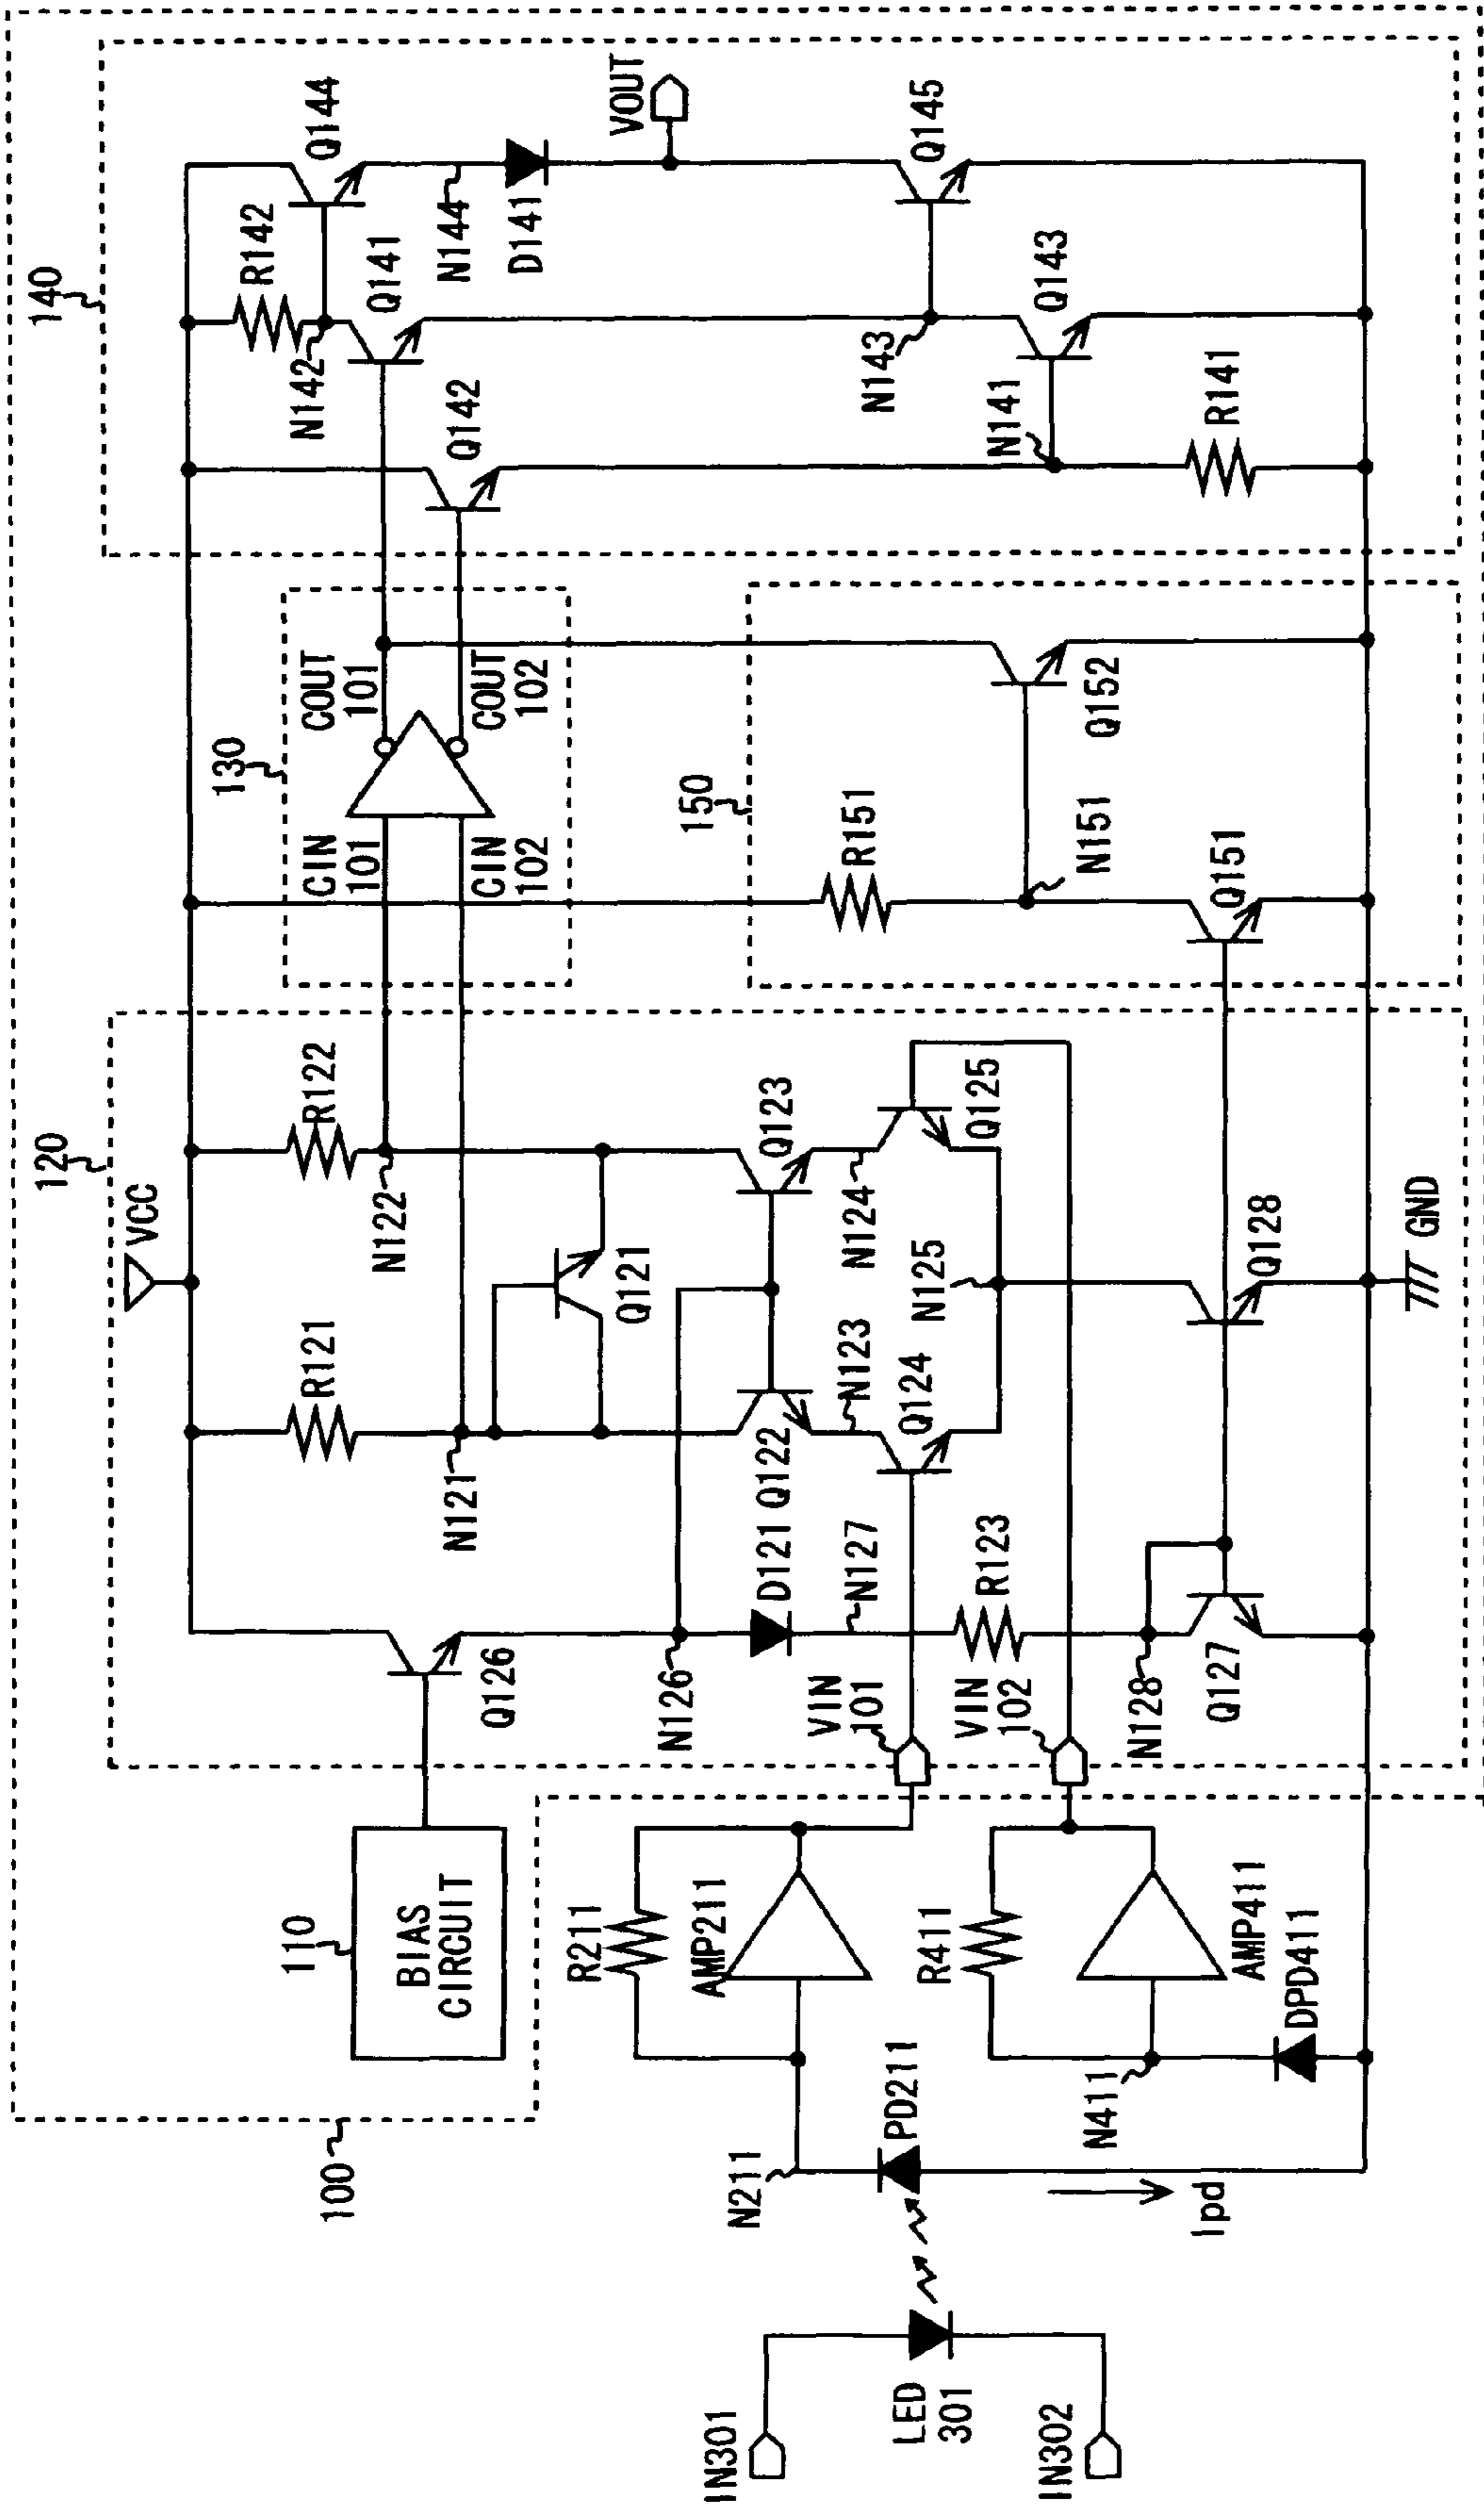 100
110
BIAS
CIRCUIT
120
VCC
130
140
150
Q126
N126
D121
N127
R123
N128
Q127
VIN
101
VIN
102
R121
N121
Q122
N123
Q124
Q121
R122
N122
Q123
N124
Q125
N125
Q128
GND
CIN
101
CIN
102
COUT
101
COUT
102
R151
N151
Q151
Q152
R142
N142
Q141
Q142
Q144
N144
D141
VOUT
Q145
N143
Q143
N141
R141
IN301
IN302
LED
301
N211
PD211
Ipd
R211
AMP211
R411
AMP411
N411
DPD411